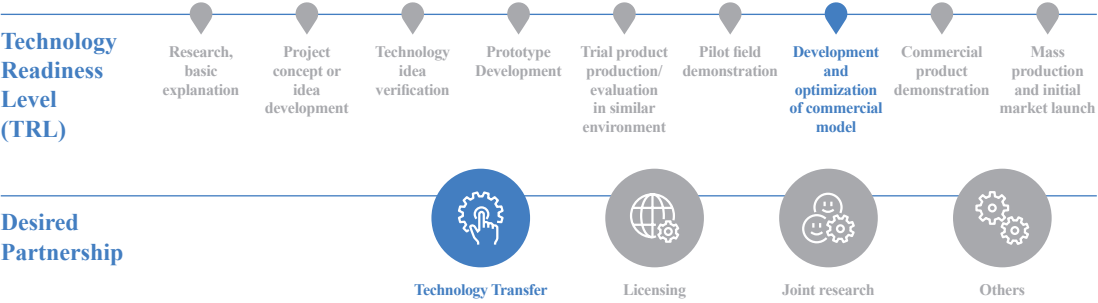 Technology
Readiness
Level
(TRL)
Research,
basic
explanation
Project
concept or
idea
development
Technology
idea
verification
Prototype
Development
Trial product
production/
evaluation
in similar
environment
Pilot field
demonstration
Development
and
optimization
of commercial
model
Commercial
product
demonstration
Mass
production
and initial
market launch
Desired
Partnership
Technology Transfer
Licensing
Joint research
Others